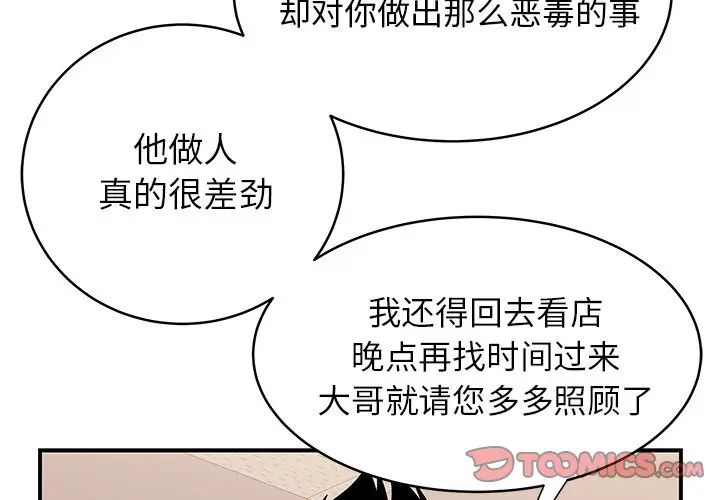 却对你做出那么恶毒的事
他做人
真的很差劲
我还得回去看店
晚点再找时间过来
大哥就请您多多照顾了
TOOMICS.COM